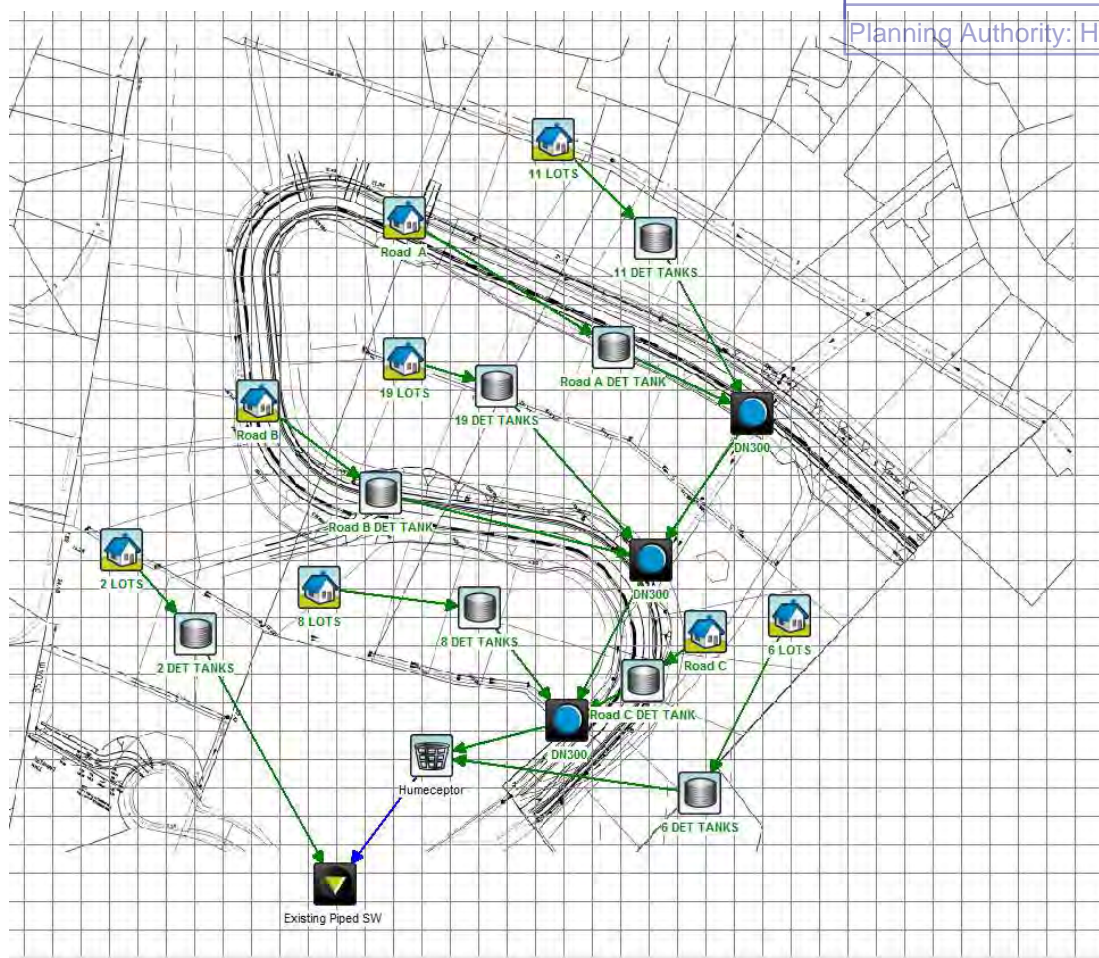 Planning Authority: H
11 LOTS
Road A
11 DET TANKS
Road A DET TANK
19 LOTS
19 DET TANKS
DN300
Road B
Road B DET TANK
2 LOTS
DN300
8 LOTS
8 DET TANKS
2 DET TANKS
Road C
6 LOTS
Road C DET TANK
DN300
Humeceptor
6 DET TANKS
Existing Piped SW